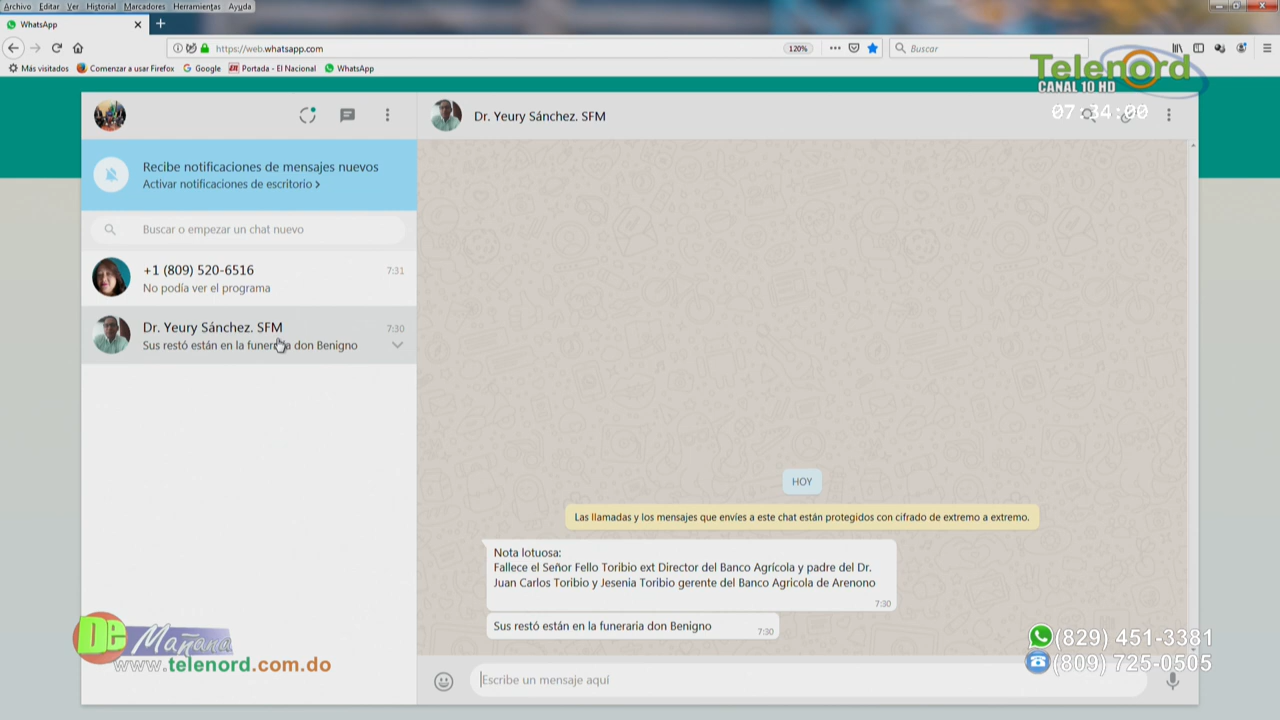 Archivo Editar Ver Historial Marcadores Herramientas Ayuda
WhatsApp
https://web.whatsapp.com
120%
Buscar
Más visitados Comenzar a usar Firefox Google Portada - El Nacional WhatsApp
Telenord
CANAL 10 HD
07:34:00
Dr. Yeury Sánchez. SFM
Recibe notificaciones de mensajes nuevos
Activar notificaciones de escritorio >
Buscar o empezar un chat nuevo
+1 (809) 520-6516
7:31
No podía ver el programa
Dr. Yeury Sánchez. SFM
7:30
Sus restó están en la funeraria don Benigno
HOY
Las llamadas y los mensajes que envíes a este chat están protegidos con cifrado de extremo a extremo.
Nota lotuosa:
Fallece el Señor Fello Toribio ext Director del Banco Agrícola y padre del Dr.
Juan Carlos Toribio y Jesenia Toribio gerente del Banco Agricola de Arenono
7:30
Sus restó están en la funeraria don Benigno
7:30
Escribe un mensaje aquí
De Mañana
www.telenord.com.do
(829) 451-3381
(809) 725-0505